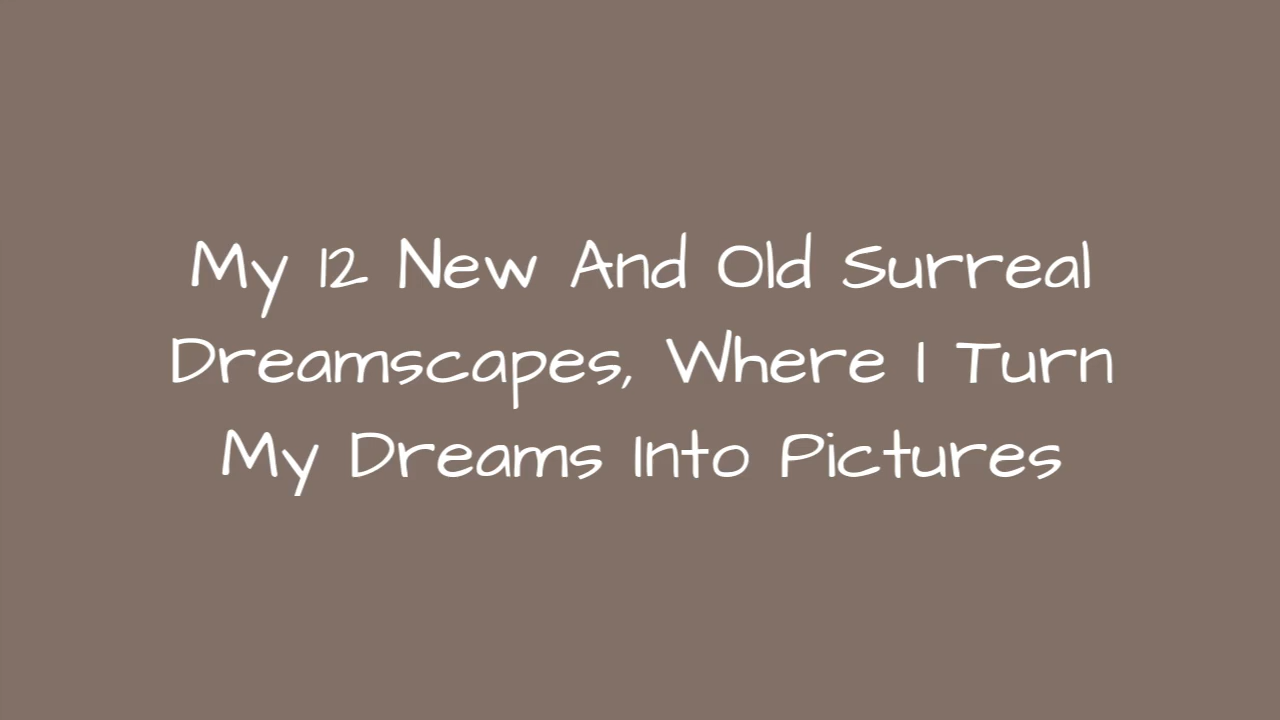 My 12 New And Old Surreal
Dreamscapes, Where I Turn
My Dreams Into Pictures